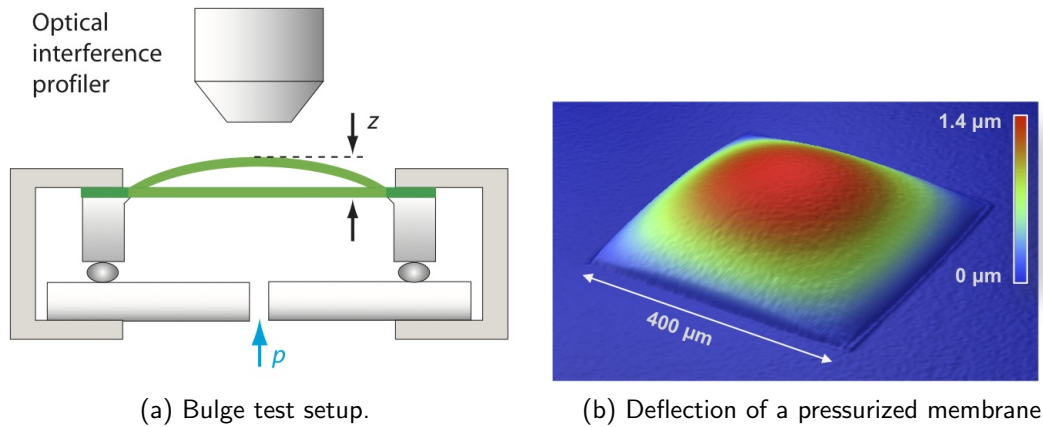 Optical
interference
profiler
z
p
1.4 µm
0 µm
400 µm
(a) Bulge test setup.
(b) Deflection of a pressurized membrane